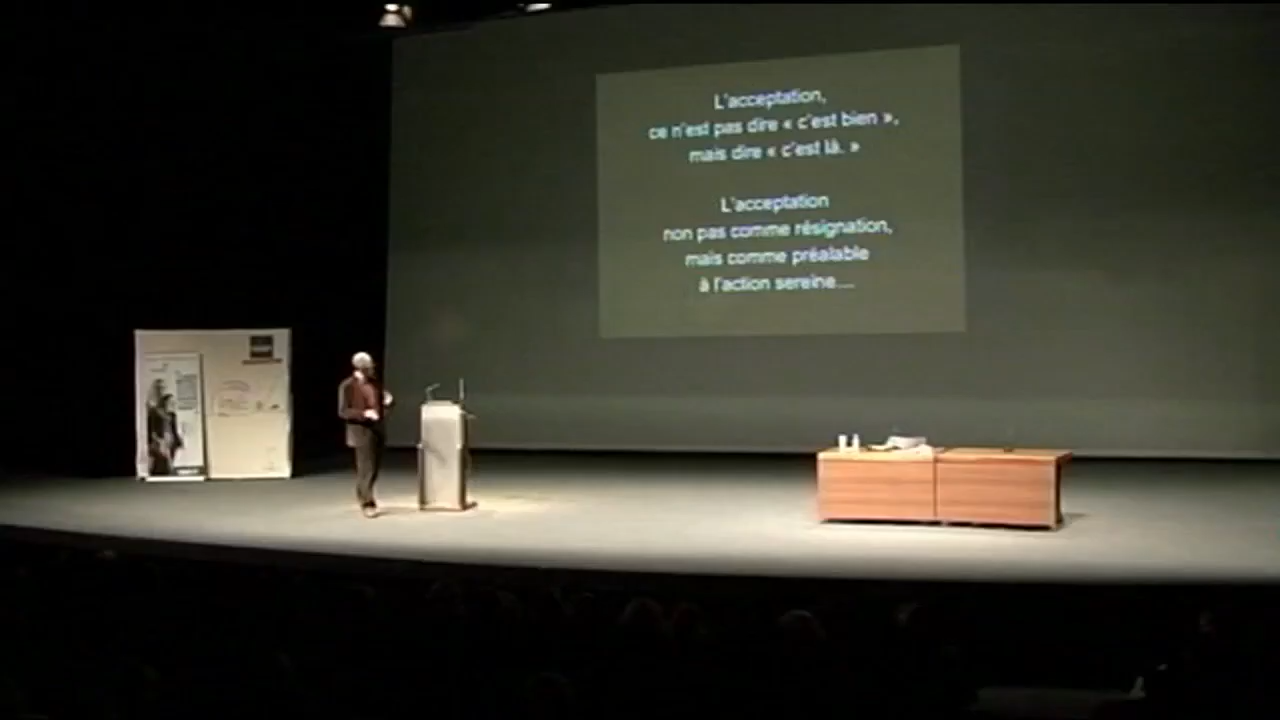 L'acceptation,
ce n'est pas dire « c'est bien »,
mais dire « c'est là. »
L'acceptation
non pas comme résignation,
mais comme préalable
à l'action sereine....